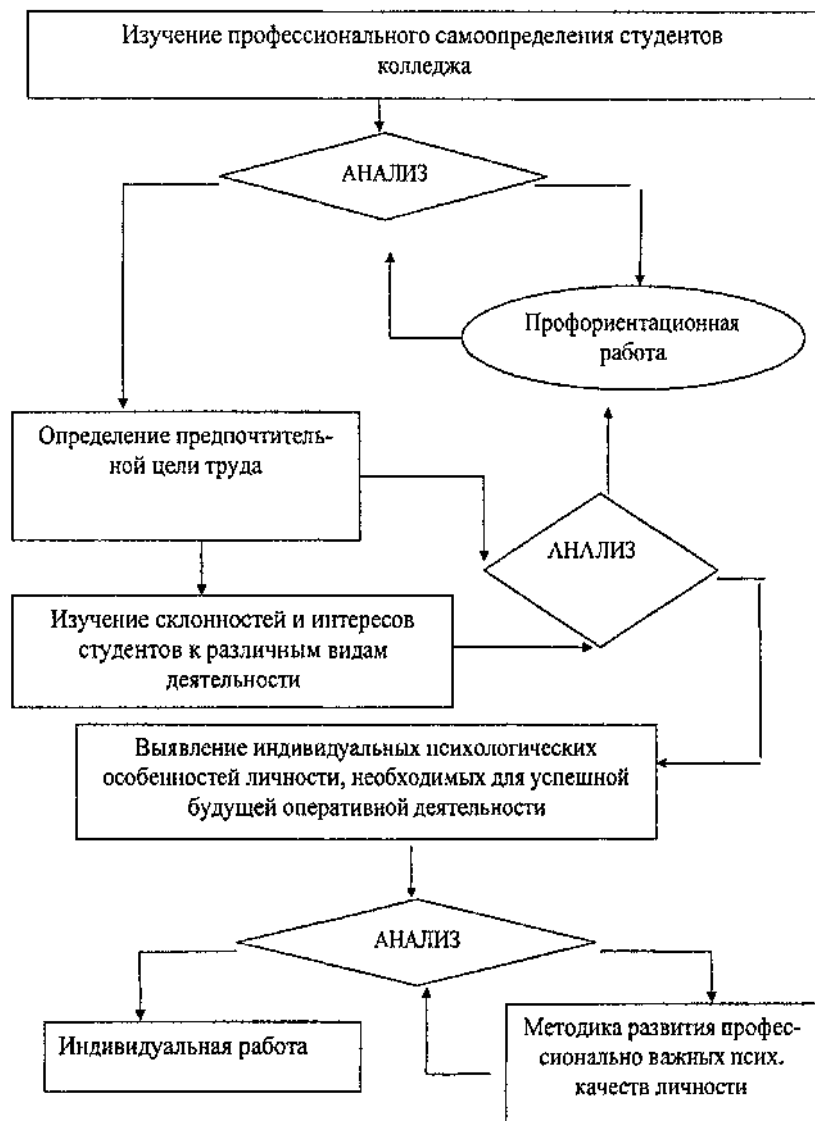 Изучение профессионального самоопределения студентов
колледжа
АНАЛИЗ
Профориентационная
работа
Определение предпочтитель-
ной цели труда
АНАЛИЗ
Изучение склонностей и интересов
студентов к различным видам
деятельности
Выявление индивидуальных психологических
особенностей личности, необходимых для успешной
будущей оперативной деятельности
АНАЛИЗ
Индивидуальная работа
Методика развития профес-
сионально важных псих.
качеств личности